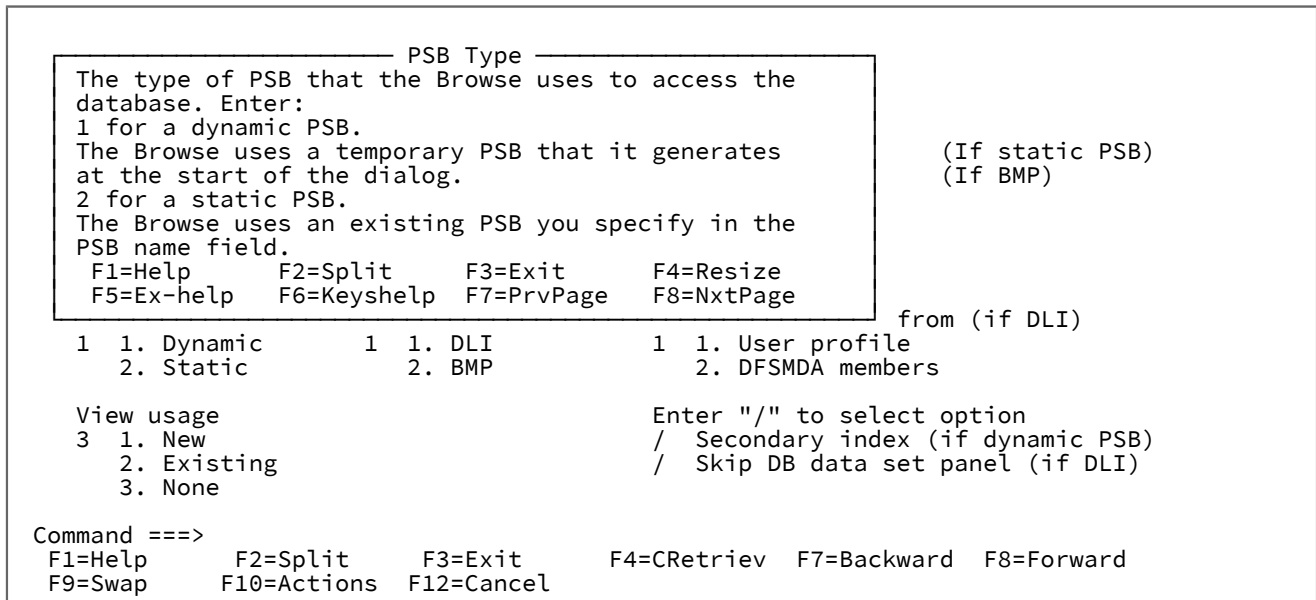 PSB Type
The type of PSB that the Browse uses to access the
database. Enter:
1 for a dynamic PSB.
The Browse uses a temporary PSB that it generates (If static PSB)
at the start of the dialog. (If BMP)
2 for a static PSB.
The Browse uses an existing PSB you specify in the
PSB name field.
F1=Help F2=Split F3=Exit F4=Resize
F5=Ex-help F6=Keyshelp F7=PrvPage F8=NxtPage
from (if DLI)
1 1. Dynamic 1 1. DLI 1 1. User profile
2. Static 2. BMP 2. DFSMDA members
View usage Enter "/" to select option
3 1. New / Secondary index (if dynamic PSB)
2. Existing / Skip DB data set panel (if DLI)
3. None
Command ===>
F1=Help F2=Split F3=Exit F4=CRetriev F7=Backward F8=Forward
F9=Swap F10=Actions F12=Cancel